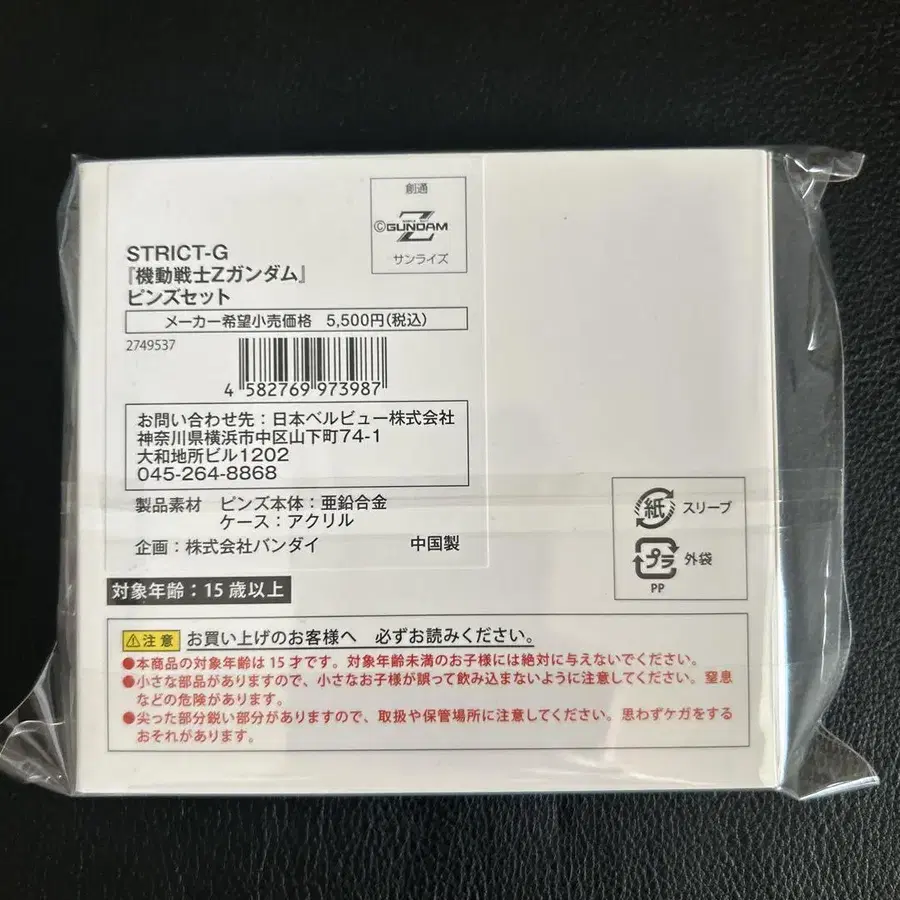 創通
©GUNDAM
Z
サンライズ
STRICT-G
『機動戦士Zガンダム』
ピンズセット
メーカー希望小売価格 5,500円(税込)
2749537
4 582769 973987
お問い合わせ先：日本ベルビュー株式会社
神奈川県横浜市中区山下町74-1
大和地所ビル1202
045-264-8868
製品素材 ピンズ本体：亜鉛合金
ケース：アクリル
企画：株式会社バンダイ 中国製
紙 スリーブ
プラ 外袋
PP
対象年齢：15歳以上
⚠注意 お買い上げのお客様へ 必ずお読みください。
●本商品の対象年齢は15才です。対象年齢未満のお子様には絶対に与えないでください。
●小さな部品がありますので、小さなお子様が誤って飲み込まないように注意してください。窒息
などの危険があります。
●尖った部分鋭い部分がありますので、取扱や保管場所に注意してください。思わずケガをする
おそれがあります。